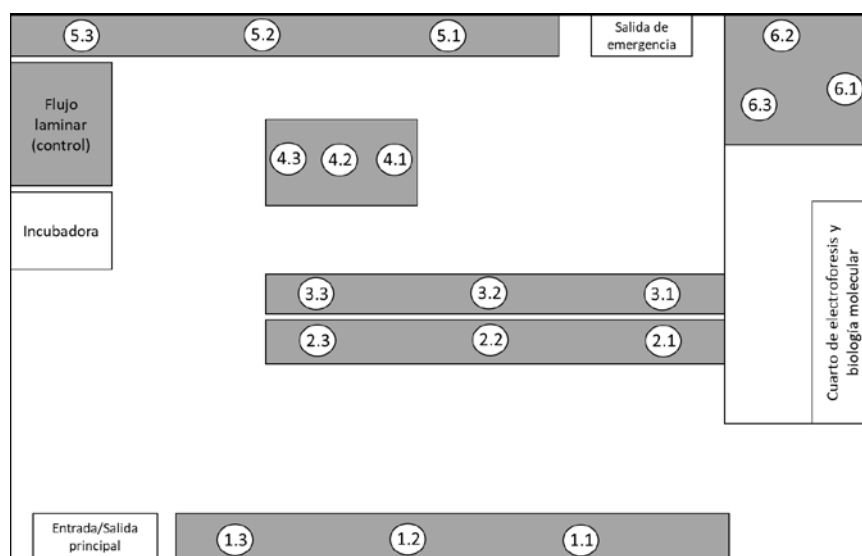 5.3
5.2
5.1
Salida de
emergencia
6.2
6.1
6.3
Flujo
laminar
(control)
4.3
4.2
4.1
Incubadora
Cuarto de electroforesis y
biología molecular
3.3
3.2
3.1
2.3
2.2
2.1
Entrada/Salida
principal
1.3
1.2
1.1